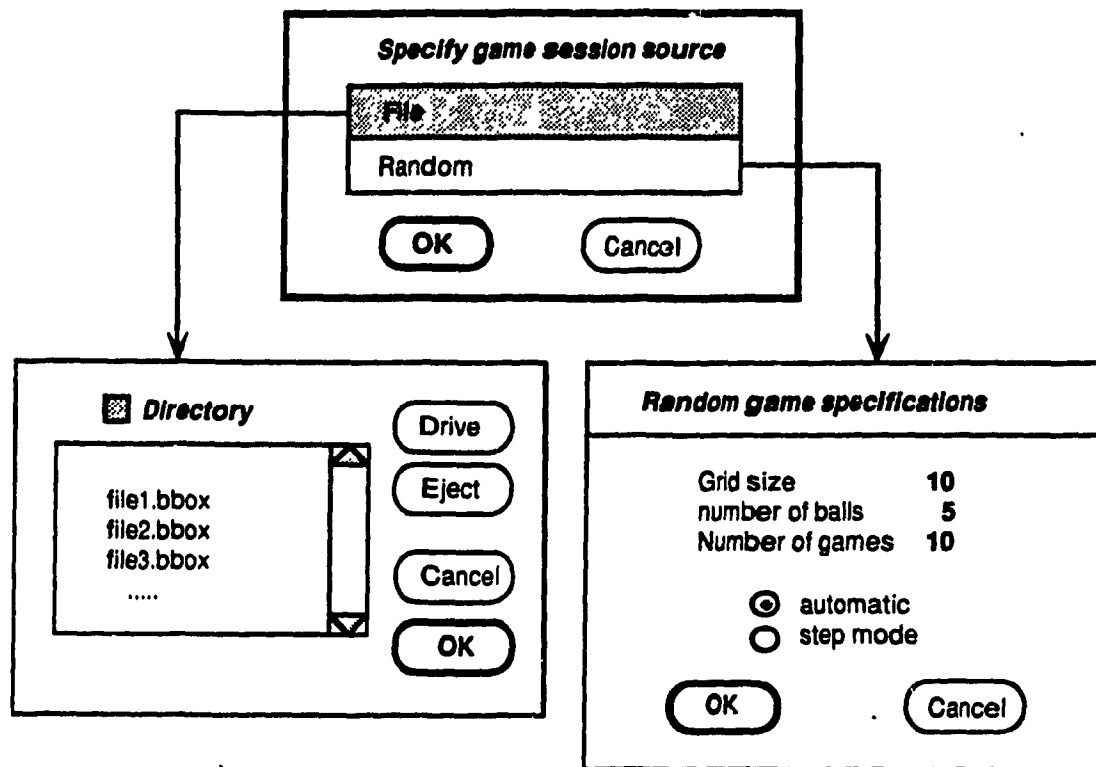 Specify game session source
File
Random
OK Cancel
Directory
Drive
Eject
Cancel
OK
file1.bbox
file2.bbox
file3.bbox
.....
Random game specifications
Grid size 10
number of balls 5
Number of games 10
automatic
step mode
OK Cancel